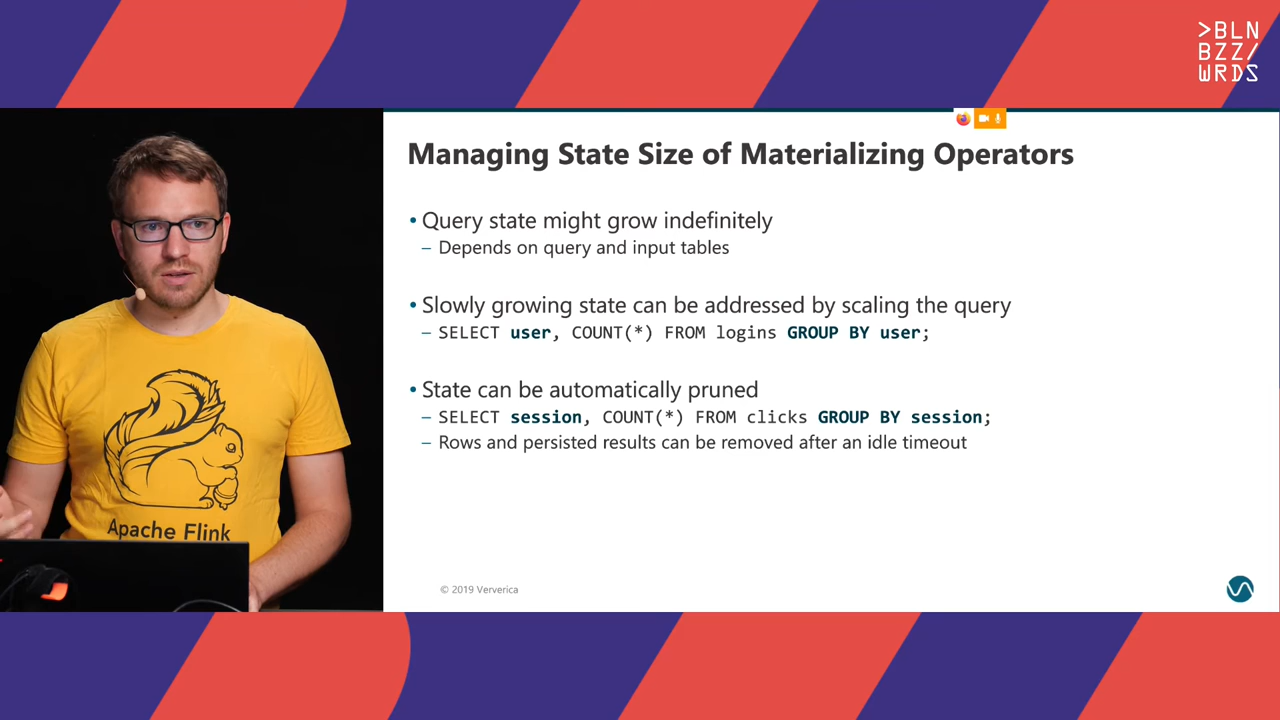 >BLN
BZZ/
WRDS
Managing State Size of Materializing Operators
• Query state might grow indefinitely
– Depends on query and input tables
• Slowly growing state can be addressed by scaling the query
– SELECT user, COUNT(*) FROM logins GROUP BY user;
• State can be automatically pruned
– SELECT session, COUNT(*) FROM clicks GROUP BY session;
– Rows and persisted results can be removed after an idle timeout
Apache Flink
© 2019 Ververica